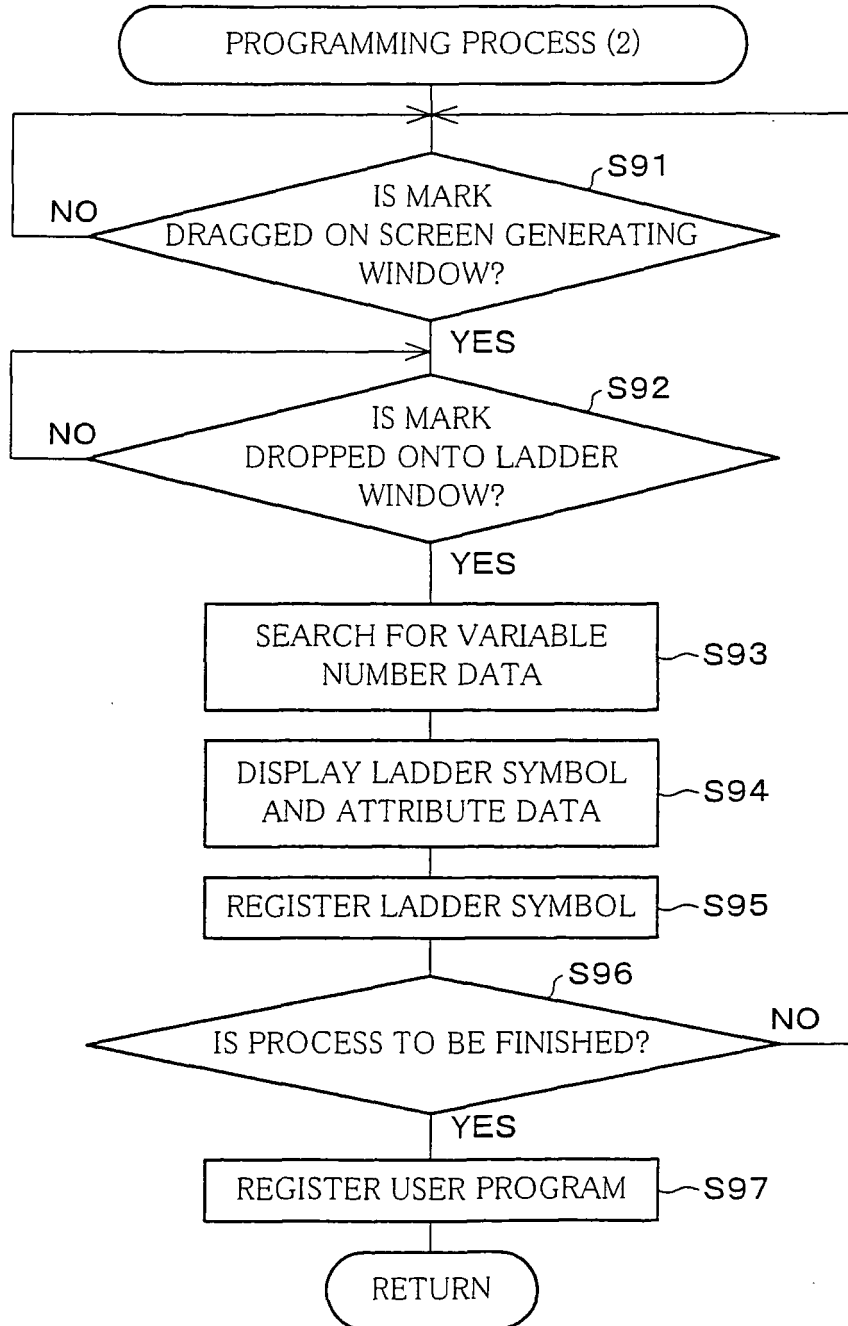 PROGRAMMING PROCESS (2)
S91
IS MARK
DRAGGED ON SCREEN GENERATING
WINDOW?
NO
YES
S92
IS MARK
DROPPED ONTO LADDER
WINDOW?
NO
YES
SEARCH FOR VARIABLE
NUMBER DATA
S93
DISPLAY LADDER SYMBOL
AND ATTRIBUTE DATA
S94
REGISTER LADDER SYMBOL
S95
S96
IS PROCESS TO BE FINISHED?
NO
YES
REGISTER USER PROGRAM
S97
RETURN